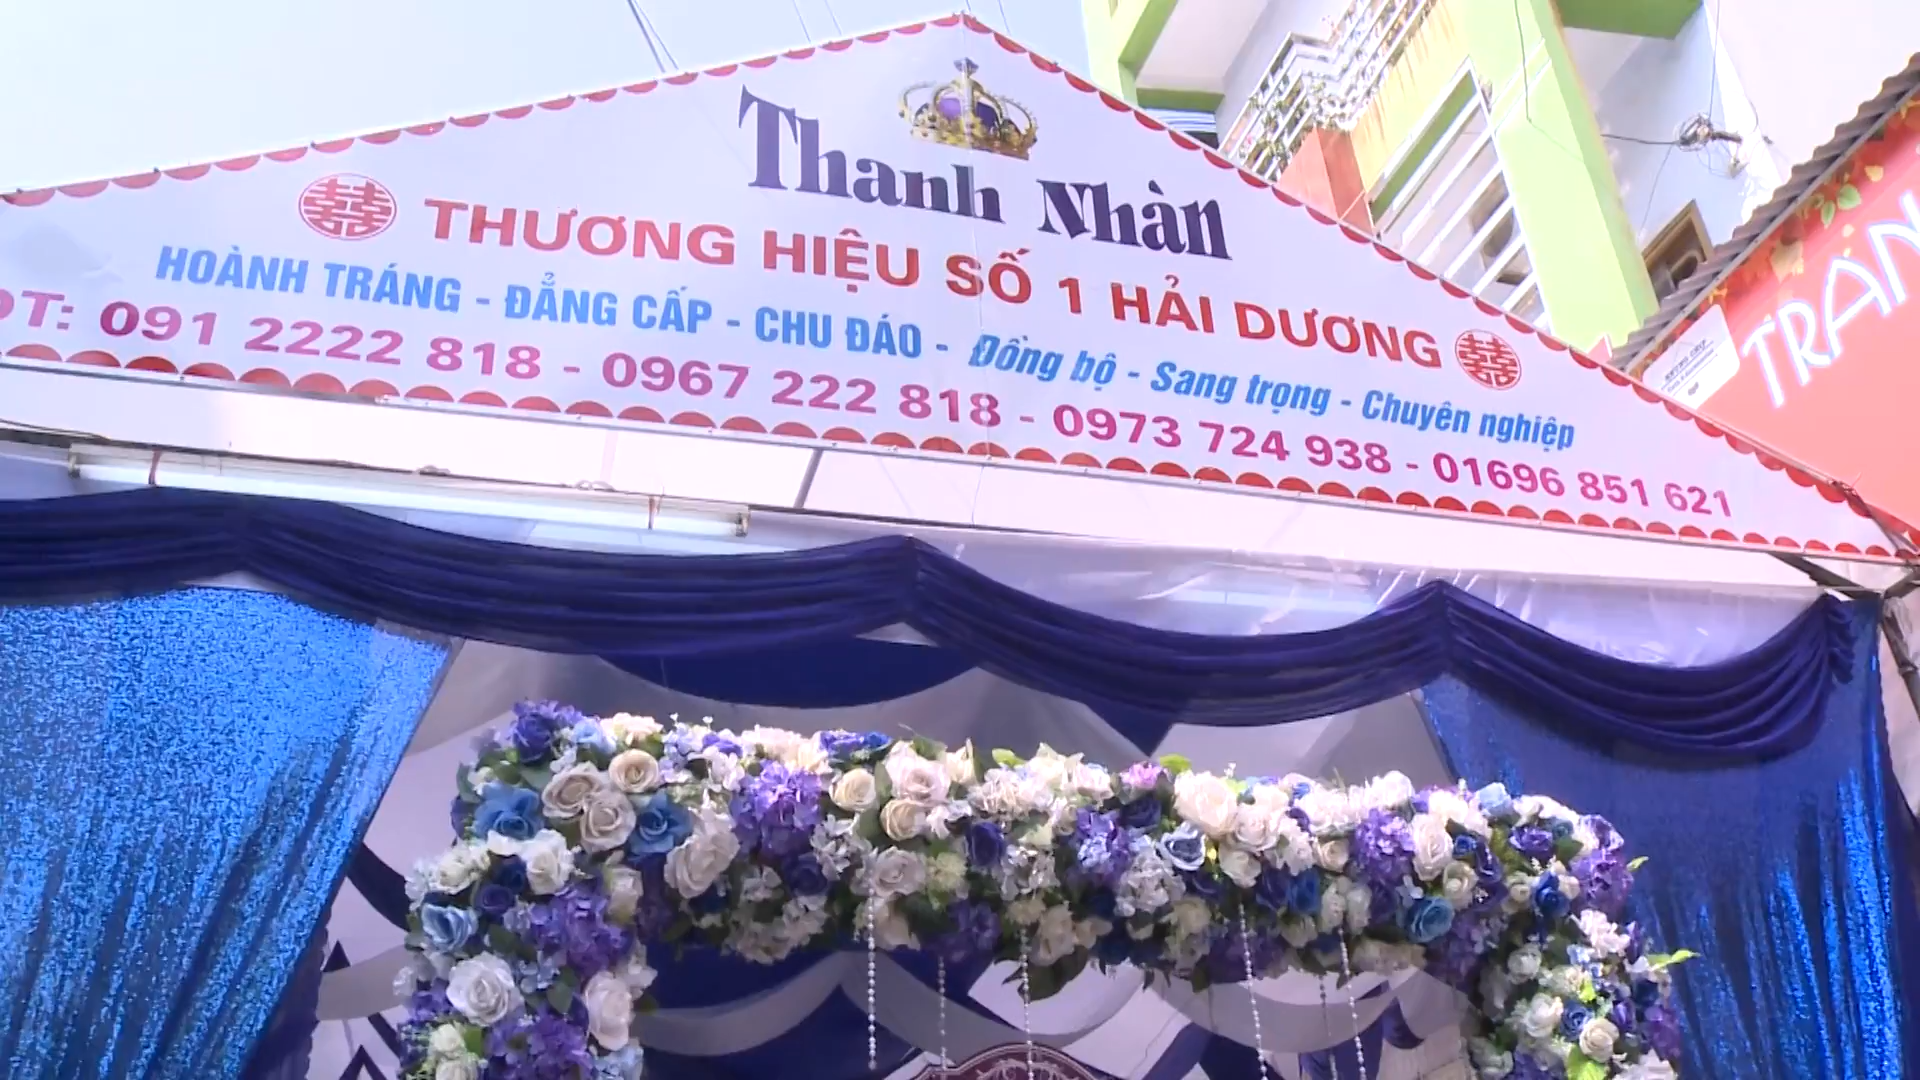 Thanh Nhàn
THƯƠNG HIỆU SỐ 1 HẢI DƯƠNG
HOÀNH TRÁNG - ĐẲNG CẤP - CHU ĐÁO - Đồng bộ - Sang trọng - Chuyên nghiệp
ĐT: 091 2222 818 - 0967 222 818 - 0973 724 938 - 01696 851 621
TRAN